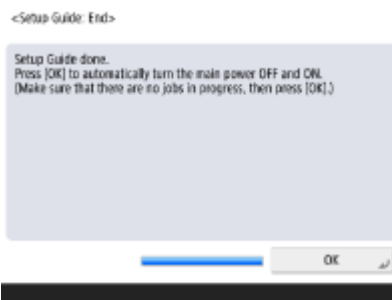 <Setup Guide: End>
Setup Guide done.
Press [OK] to automatically turn the main power OFF and ON.
(Make sure that there are no jobs in progress, then press [OK].)
OK